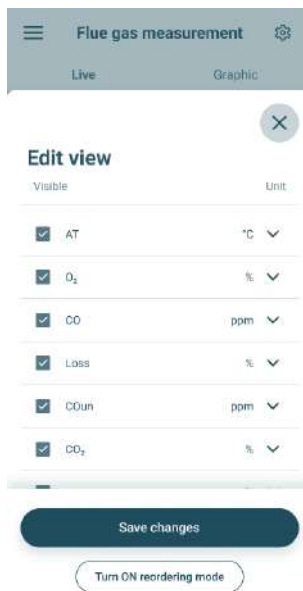 Flue gas measurement
Live Graphic
Edit view
Visible Unit
AT °C
O₂ %
CO ppm
Loss %
COun ppm
CO₂ %
Save changes
Turn ON reordering mode